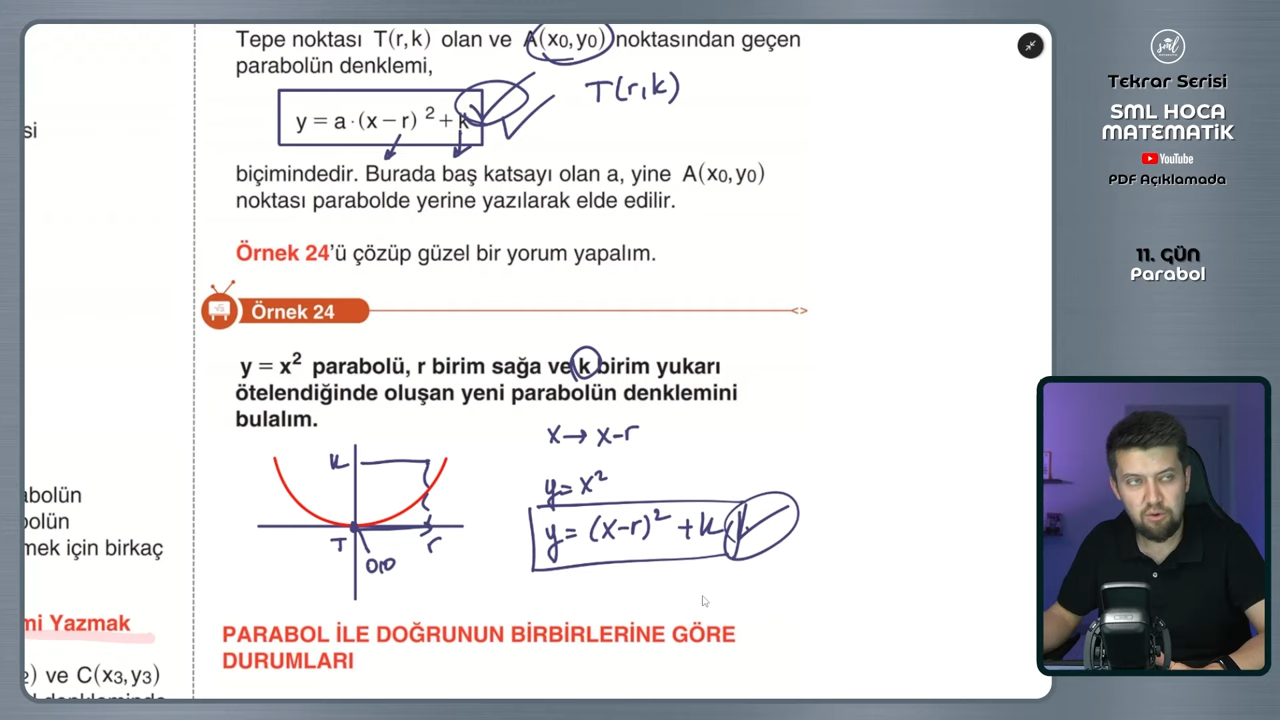 Tepe noktası T(r,k) olan ve A(x₀,y₀) noktasından geçen
parabolün denklemi,
T(r,k)
y = a·(x−r)² + k
biçimindedir. Burada baş katsayı olan a, yine A(x₀,y₀)
noktası parabolde yerine yazılarak elde edilir.
Örnek 24'ü çözüp güzel bir yorum yapalım.
Örnek 24
<>
y = x² parabolü, r birim sağa ve k birim yukarı
ötelendiğinde oluşan yeni parabolün denklemini
bulalım.
x → x-r
y = x²
y = (x-r)² + k
k
T
r
0,0
PARABOL İLE DOĞRUNUN BİRBİRLERİNE GÖRE
DURUMLARI
si
abolün
bolün
mek için birkaç
mi Yazmak
₂) ve C(x₃,y₃)
sml
Tekrar Serisi
SML HOCA
MATEMATİK
YouTube
PDF Açıklamada
11. GÜN
Parabol